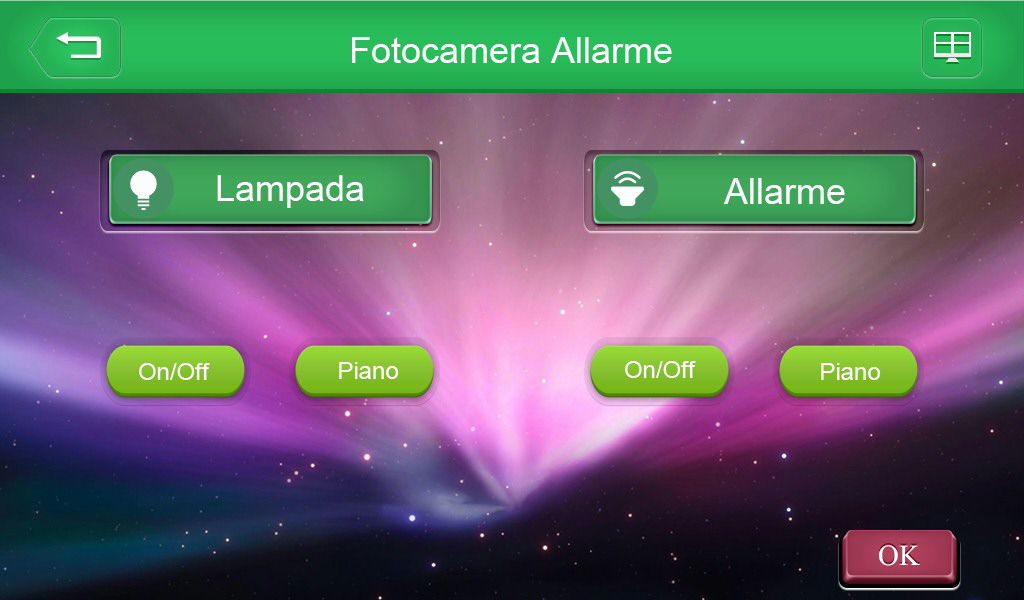 Fotocamera Allarme
Lampada
Allarme
On/Off
Piano
On/Off
Piano
OK